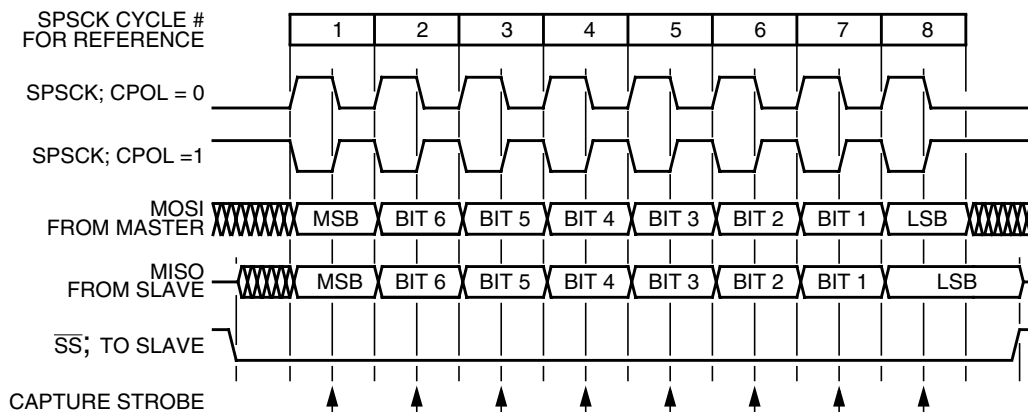 SPSCK CYCLE #
FOR REFERENCE
1 2 3 4 5 6 7 8
SPSCK; CPOL = 0
SPSCK; CPOL =1
MOSI
FROM MASTER
MSB BIT 6 BIT 5 BIT 4 BIT 3 BIT 2 BIT 1 LSB
MISO
FROM SLAVE
MSB BIT 6 BIT 5 BIT 4 BIT 3 BIT 2 BIT 1 LSB
S̅S̅; TO SLAVE
CAPTURE STROBE